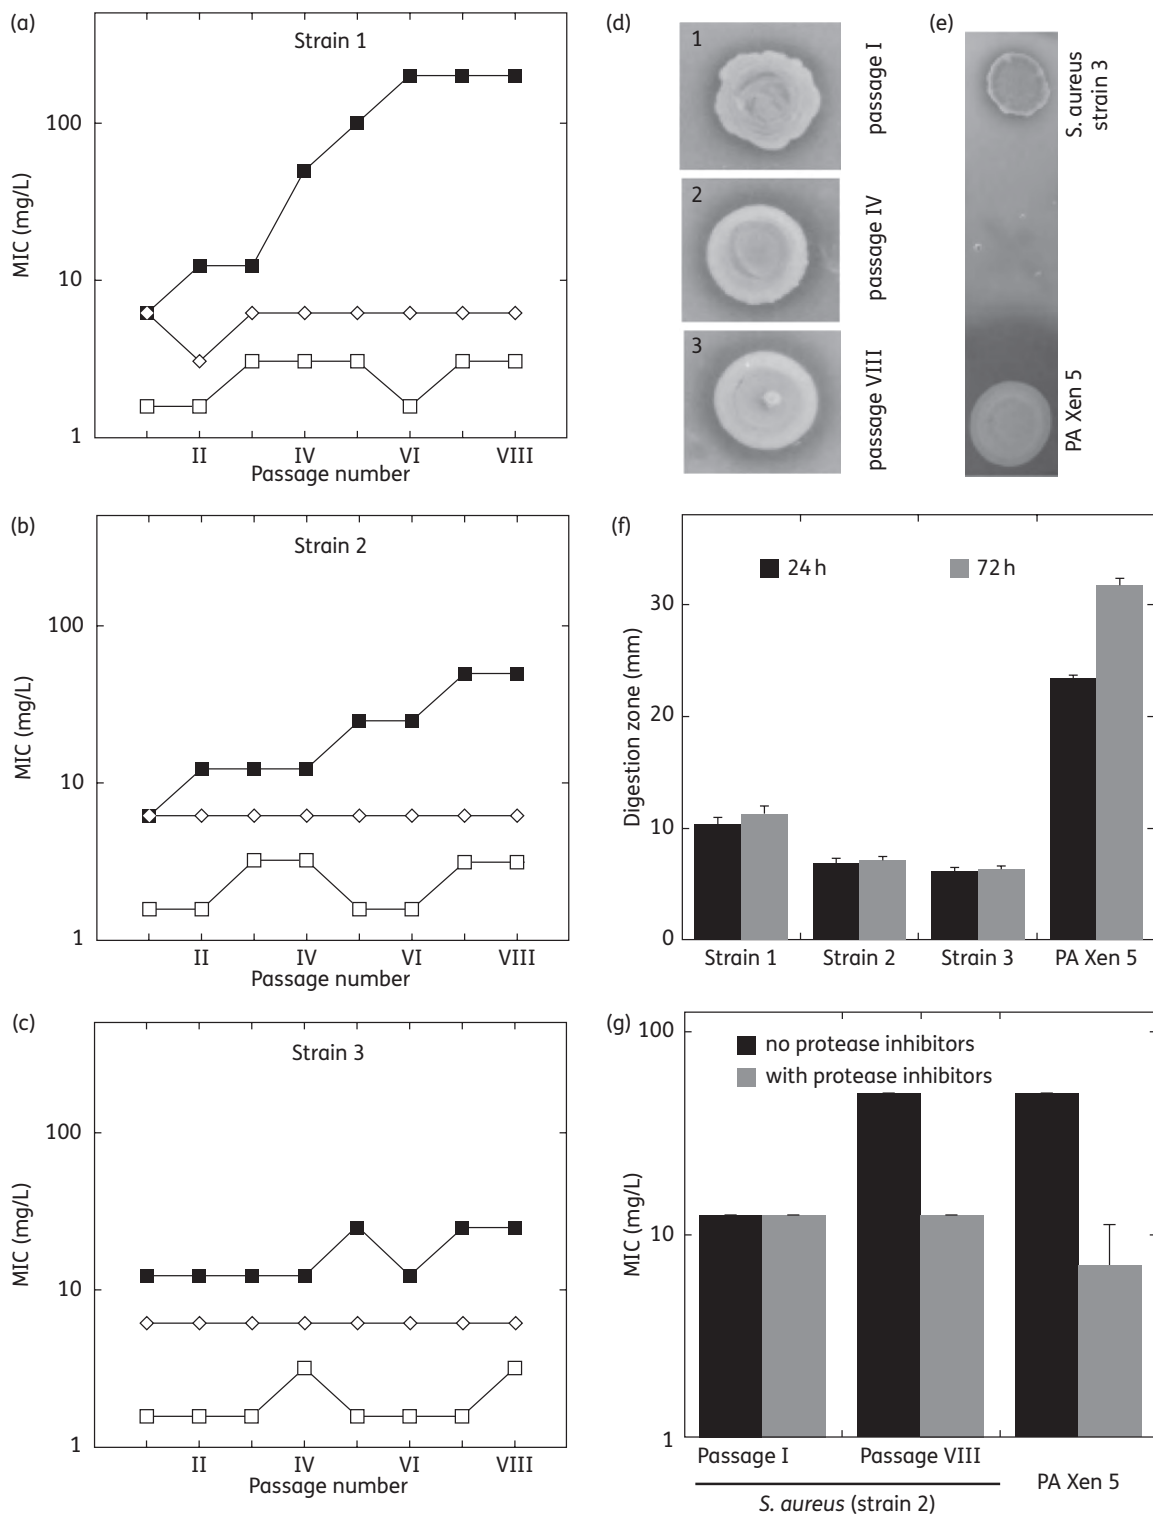 (a)
Strain 1
100
10
1
MIC (mg/L)
II IV VI VIII
Passage number
(b)
Strain 2
100
10
1
MIC (mg/L)
II IV VI VIII
Passage number
(c)
Strain 3
100
10
1
MIC (mg/L)
II IV VI VIII
Passage number
(d)
1
passage I
2
passage IV
3
passage VIII
(e)
S. aureus
strain 3
PA Xen 5
(f)
24 h 72 h
30
20
10
0
Digestion zone (mm)
Strain 1 Strain 2 Strain 3 PA Xen 5
(g)
100
10
1
MIC (mg/L)
no protease inhibitors
with protease inhibitors
Passage I Passage VIII
PA Xen 5
S. aureus (strain 2)